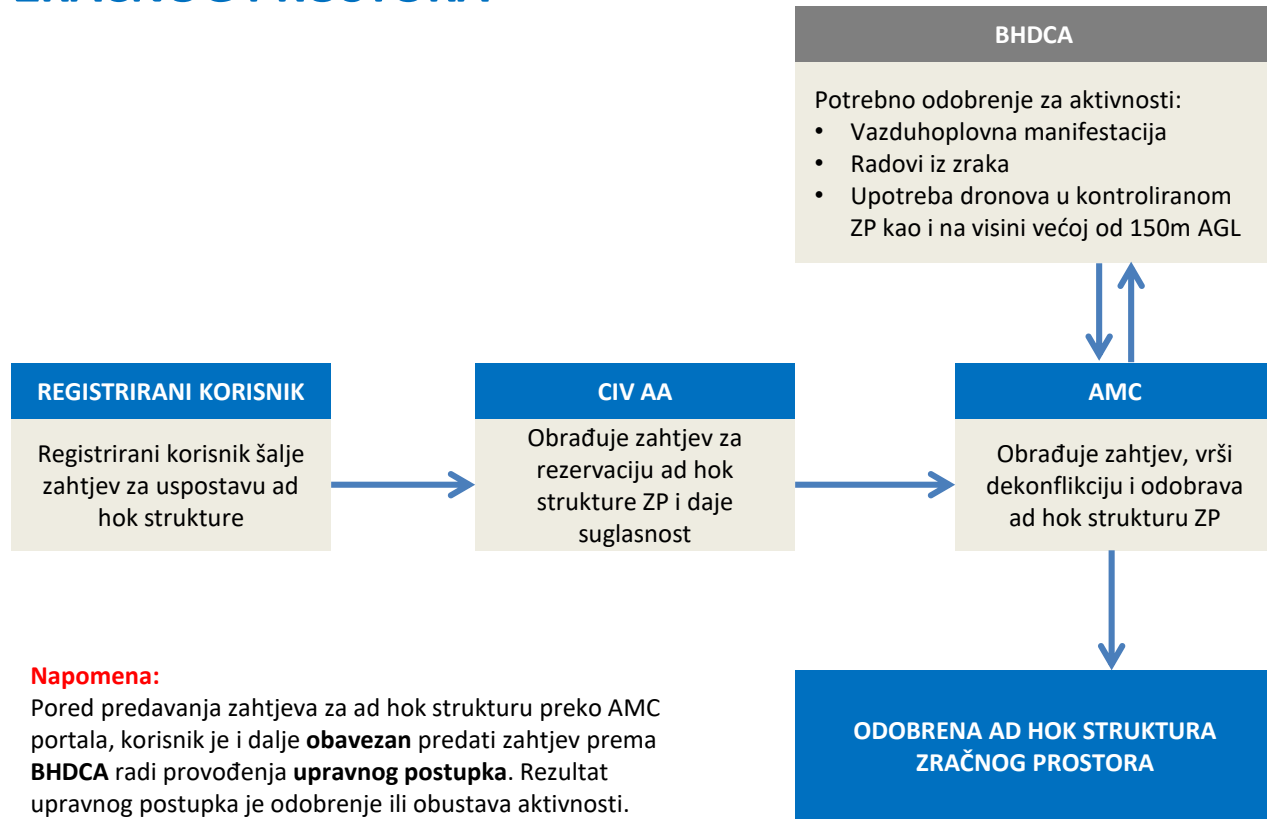 BHDCA
Potrebno odobrenje za aktivnosti:
• Vazduhoplovna manifestacija
• Radovi iz zraka
• Upotreba dronova u kontroliranom
ZP kao i na visini većoj od 150m AGL
REGISTRIRANI KORISNIK
Registrirani korisnik šalje
zahtjev za uspostavu ad
hok strukture
CIV AA
Obrađuje zahtjev za
rezervaciju ad hok
strukture ZP i daje
suglasnost
AMC
Obrađuje zahtjev, vrši
dekonflikciju i odobrava
ad hok strukturu ZP
Napomena:
Pored predavanja zahtjeva za ad hok strukturu preko AMC
portala, korisnik je i dalje obavezan predati zahtjev prema
BHDCA radi provođenja upravnog postupka. Rezultat
upravnog postupka je odobrenje ili obustava aktivnosti.
ODOBRENA AD HOK STRUKTURA
ZRAČNOG PROSTORA